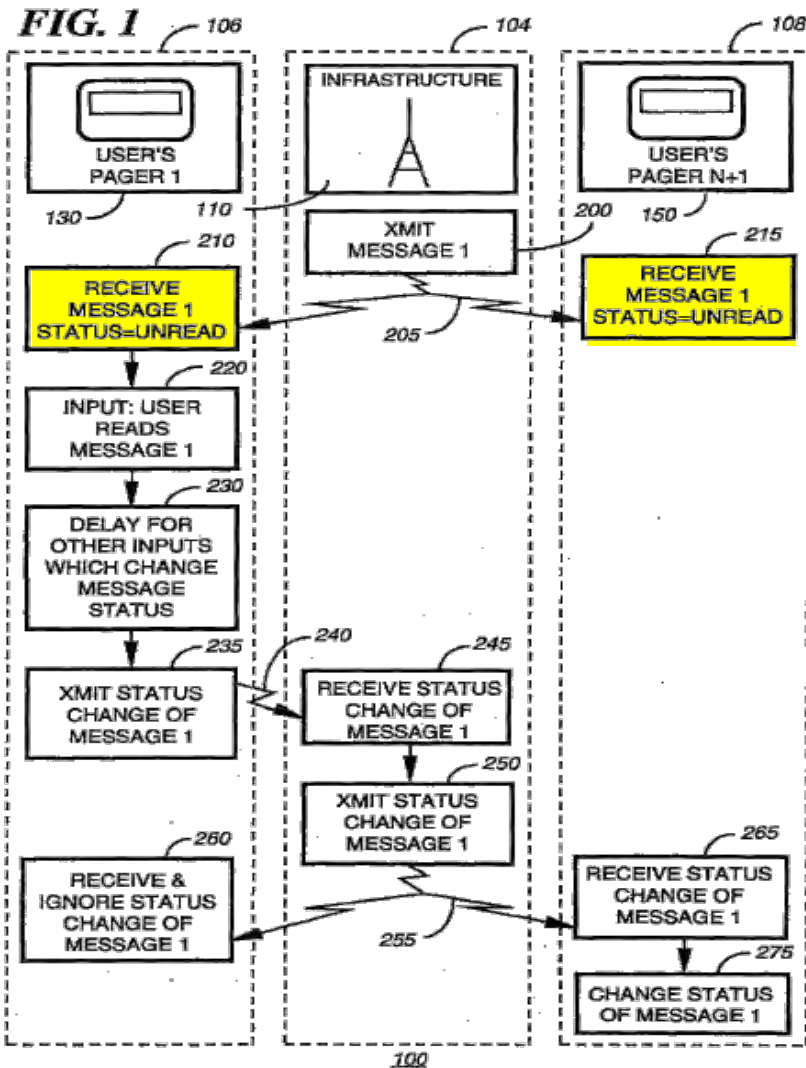 FIG. 1
106
104
108
USER'S
PAGER 1
130
INFRASTRUCTURE
110
USER'S
PAGER N+1
150
XMIT
MESSAGE 1
200
210
RECEIVE
MESSAGE 1
STATUS=UNREAD
205
215
RECEIVE
MESSAGE 1
STATUS=UNREAD
220
INPUT: USER
READS
MESSAGE 1
230
DELAY FOR
OTHER INPUTS
WHICH CHANGE
MESSAGE
STATUS
235
XMIT STATUS
CHANGE OF
MESSAGE 1
240
245
RECEIVE STATUS
CHANGE OF
MESSAGE 1
250
XMIT STATUS
CHANGE OF
MESSAGE 1
260
RECEIVE &
IGNORE STATUS
CHANGE OF
MESSAGE 1
255
265
RECEIVE STATUS
CHANGE OF
MESSAGE 1
275
CHANGE STATUS
OF MESSAGE 1
100